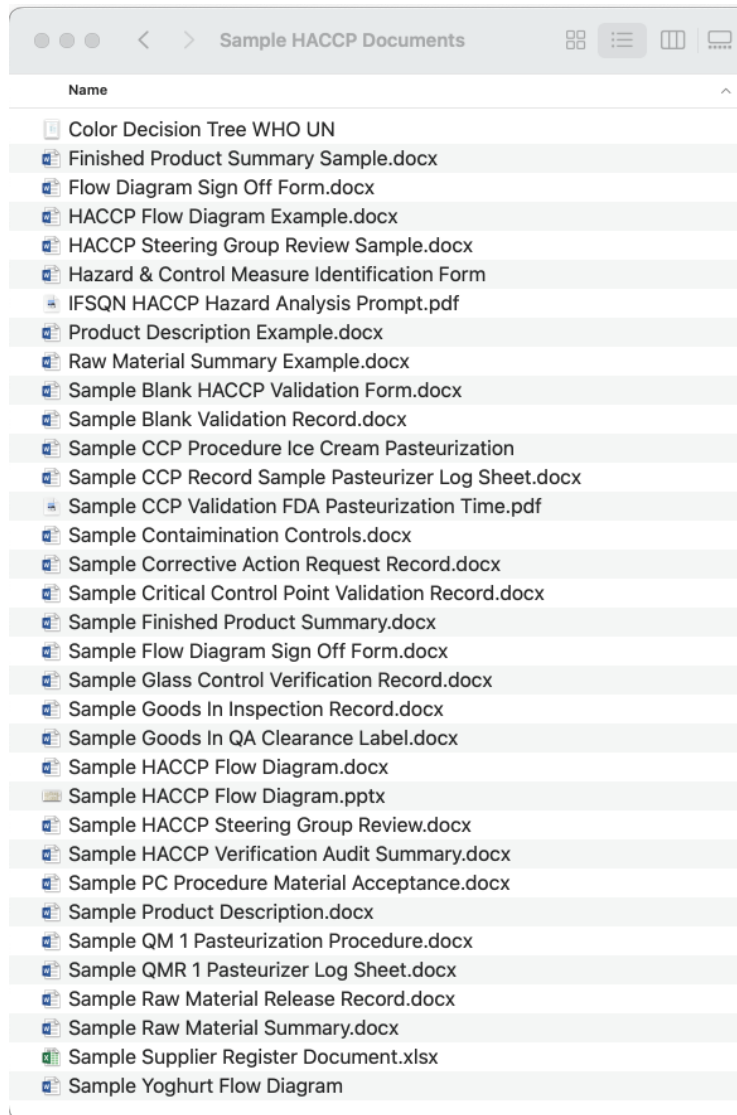 Sample HACCP Documents
Name
Color Decision Tree WHO UN
Finished Product Summary Sample.docx
Flow Diagram Sign Off Form.docx
HACCP Flow Diagram Example.docx
HACCP Steering Group Review Sample.docx
Hazard & Control Measure Identification Form
IFSQN HACCP Hazard Analysis Prompt.pdf
Product Description Example.docx
Raw Material Summary Example.docx
Sample Blank HACCP Validation Form.docx
Sample Blank Validation Record.docx
Sample CCP Procedure Ice Cream Pasteurization
Sample CCP Record Sample Pasteurizer Log Sheet.docx
Sample CCP Validation FDA Pasteurization Time.pdf
Sample Contaimination Controls.docx
Sample Corrective Action Request Record.docx
Sample Critical Control Point Validation Record.docx
Sample Finished Product Summary.docx
Sample Flow Diagram Sign Off Form.docx
Sample Glass Control Verification Record.docx
Sample Goods In Inspection Record.docx
Sample Goods In QA Clearance Label.docx
Sample HACCP Flow Diagram.docx
Sample HACCP Flow Diagram.pptx
Sample HACCP Steering Group Review.docx
Sample HACCP Verification Audit Summary.docx
Sample PC Procedure Material Acceptance.docx
Sample Product Description.docx
Sample QM 1 Pasteurization Procedure.docx
Sample QMR 1 Pasteurizer Log Sheet.docx
Sample Raw Material Release Record.docx
Sample Raw Material Summary.docx
Sample Supplier Register Document.xlsx
Sample Yoghurt Flow Diagram